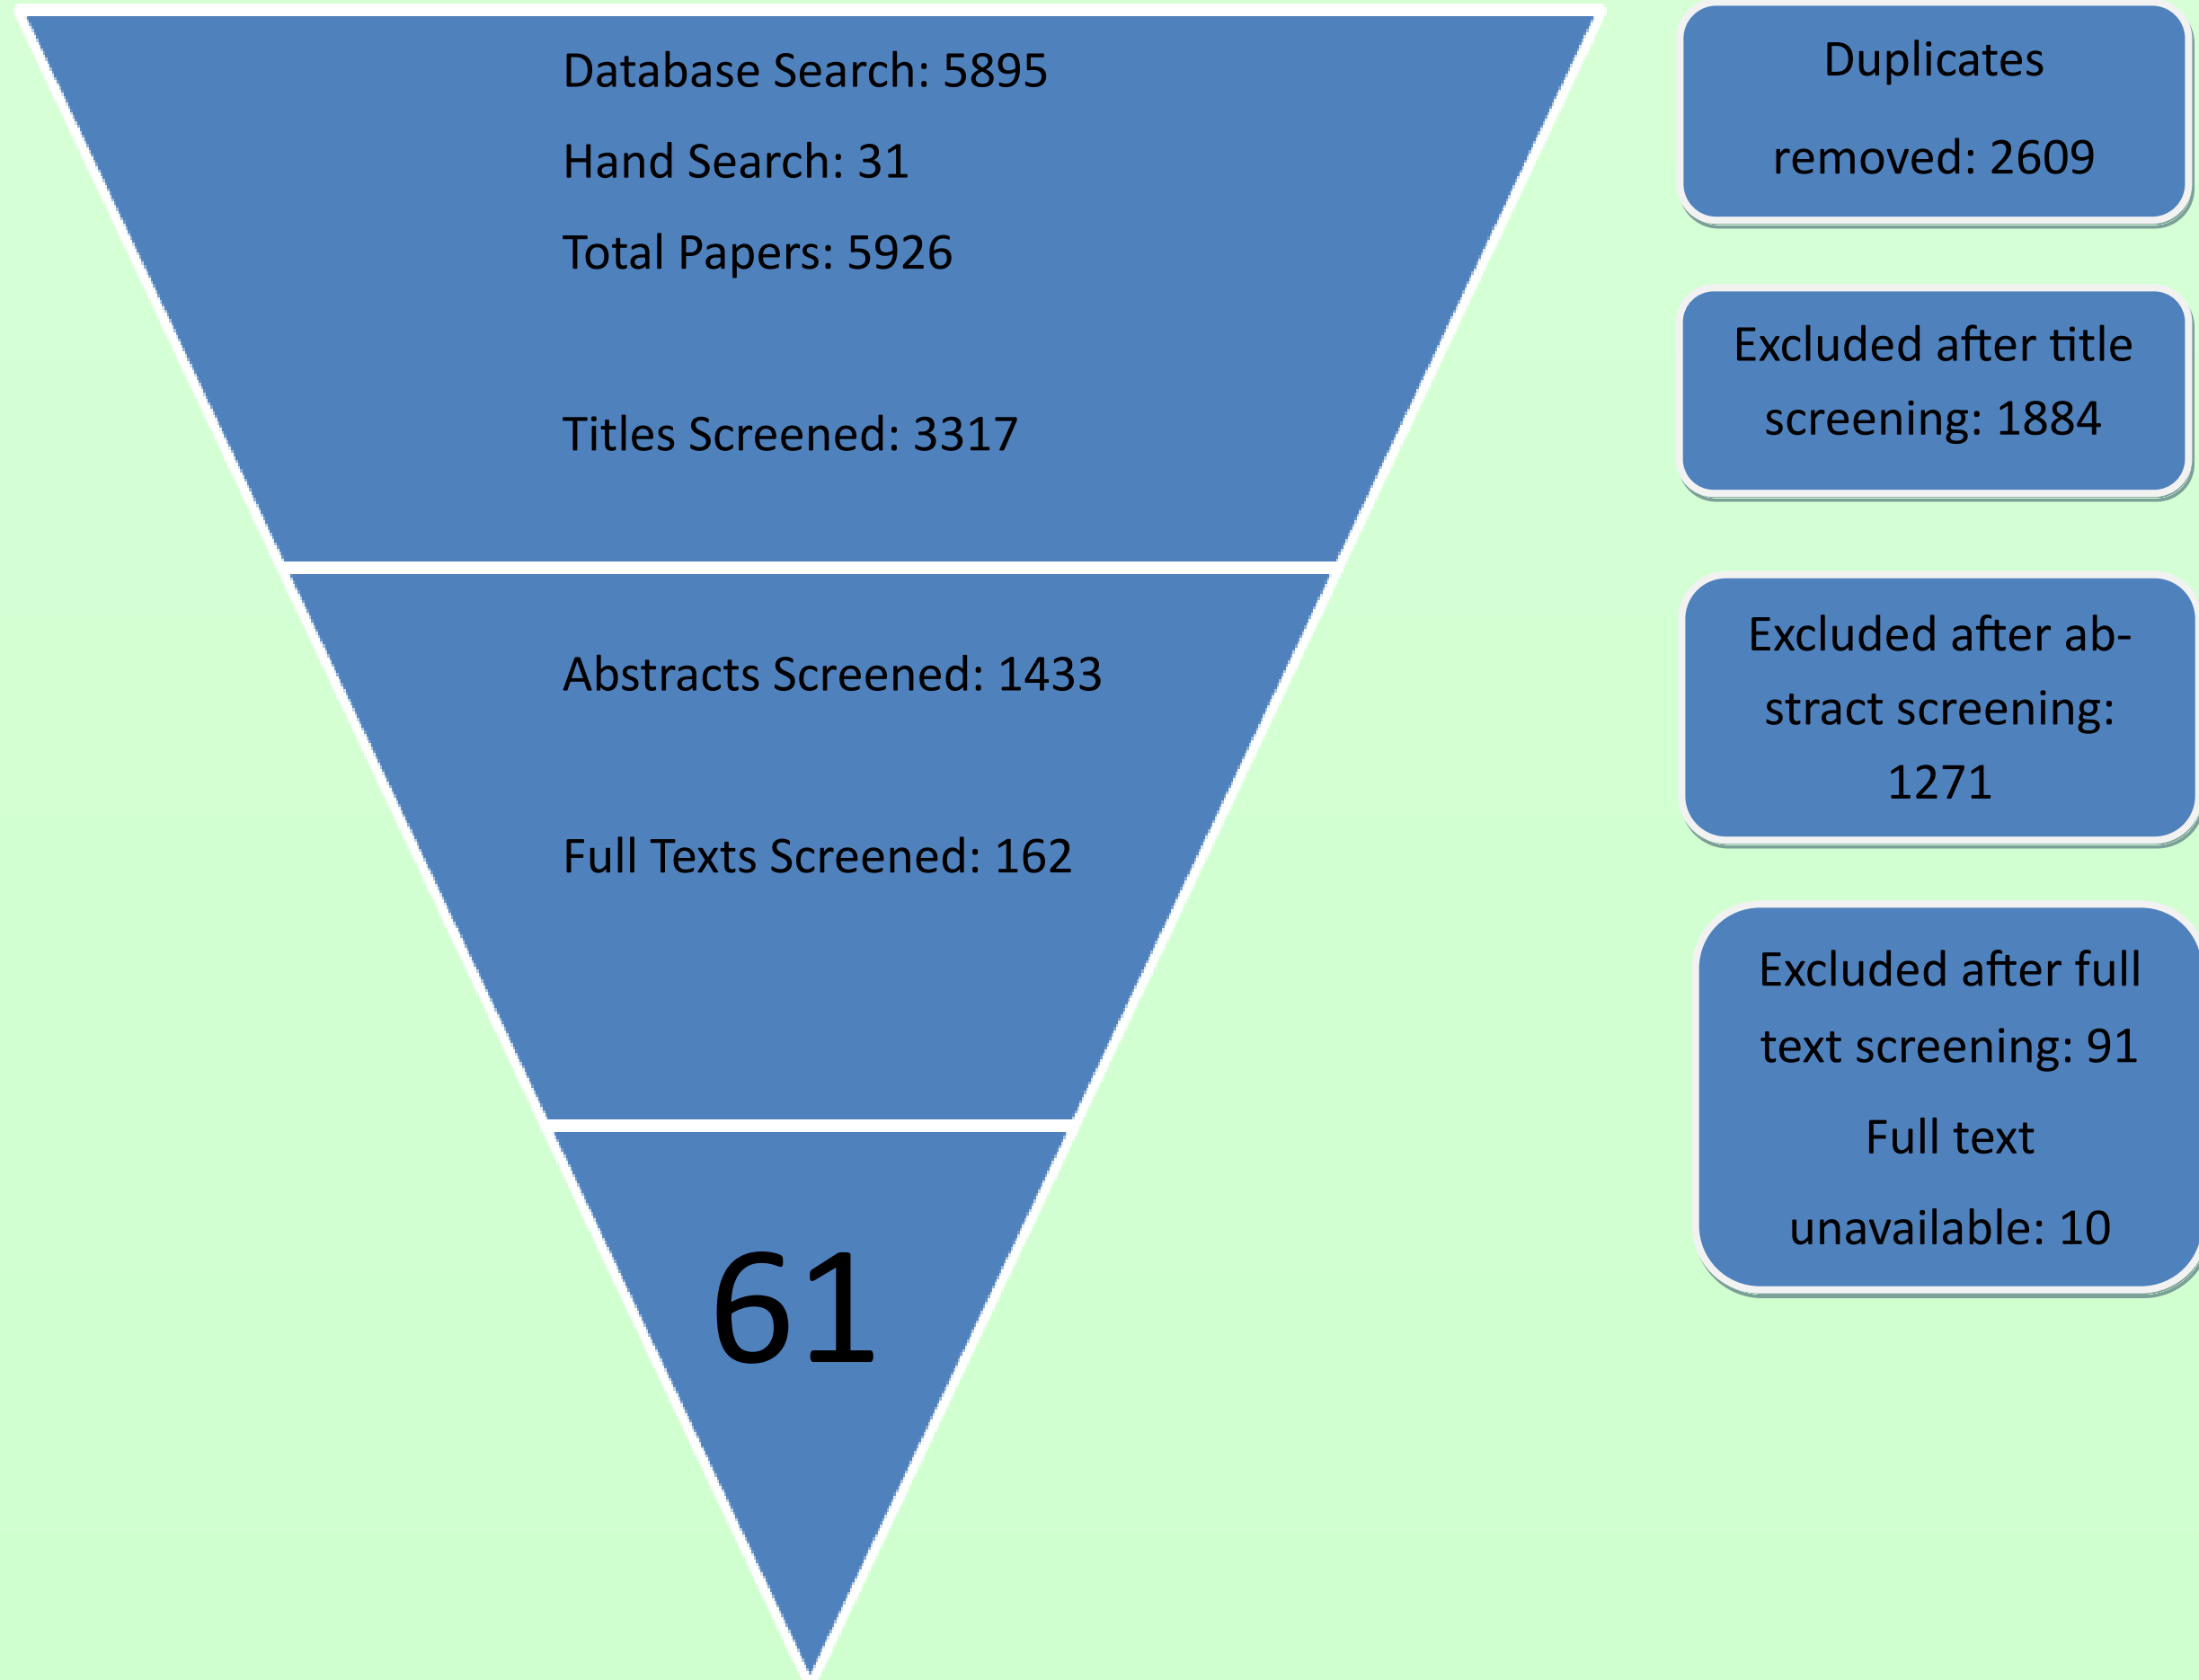 Database Search: 5895
Hand Search: 31
Total Papers: 5926
Titles Screened: 3317
Abstracts Screened: 1433
Full Texts Screened: 162
61
Duplicates
removed: 2609
Excluded after title
screening: 1884
Excluded after ab-
stract screening:
1271
Excluded after full
text screening: 91
Full text
unavailable: 10